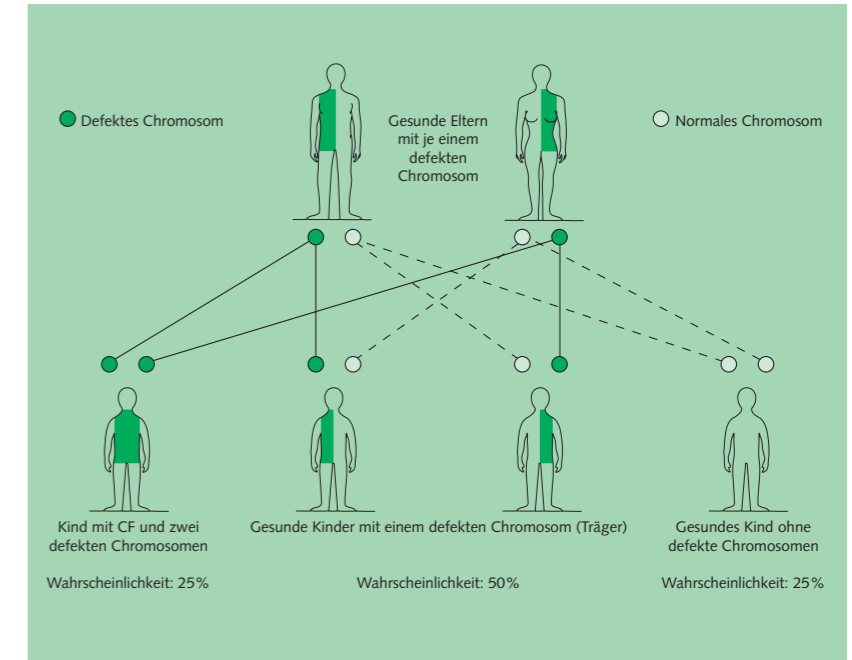 Defektes Chromosom
Gesunde Eltern
mit je einem
defekten
Chromosom
Normales Chromosom
Kind mit CF und zwei
defekten Chromosomen
Gesunde Kinder mit einem defekten Chromosom (Träger)
Gesundes Kind ohne
defekte Chromosomen
Wahrscheinlichkeit: 25%
Wahrscheinlichkeit: 50%
Wahrscheinlichkeit: 25%